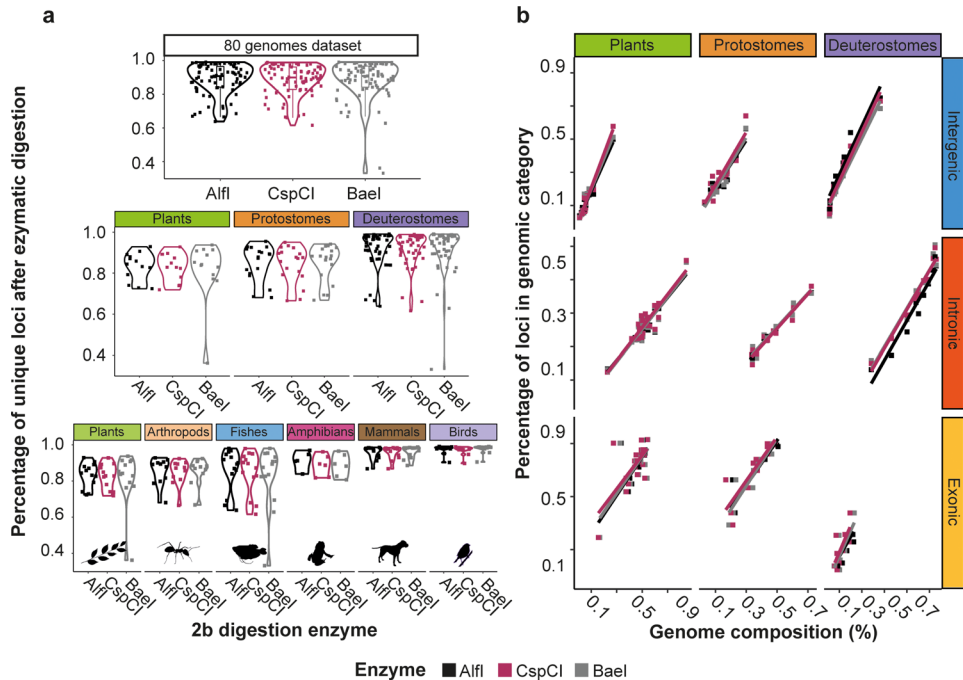 a
80 genomes dataset
1.0
0.8
0.6
0.4
AlfI CspCI BaeI
Plants Protostomes Deuterostomes
1.0
0.8
0.6
0.4
AlfI CspCI BaeI AlfI CspCI BaeI AlfI CspCI BaeI
Plants Arthropods Fishes Amphibians Mammals Birds
1.0
0.8
0.6
0.4
AlfI CspCI BaeI AlfI CspCI BaeI AlfI CspCI BaeI AlfI CspCI BaeI AlfI CspCI BaeI AlfI CspCI BaeI
Percentage of unique loci after enzymatic digestion
2b digestion enzyme
b
Plants Protostomes Deuterostomes
0.9
0.5
0.1
Intergenic
0.5
0.3
0.1
Intronic
0.9
0.5
0.1
Exonic
0.1 0.5 0.9 0.1 0.5 0.7 0.1 0.3 0.7
Percentage of loci in genomic category
Genome composition (%)
Enzyme AlfI CspCI BaeI